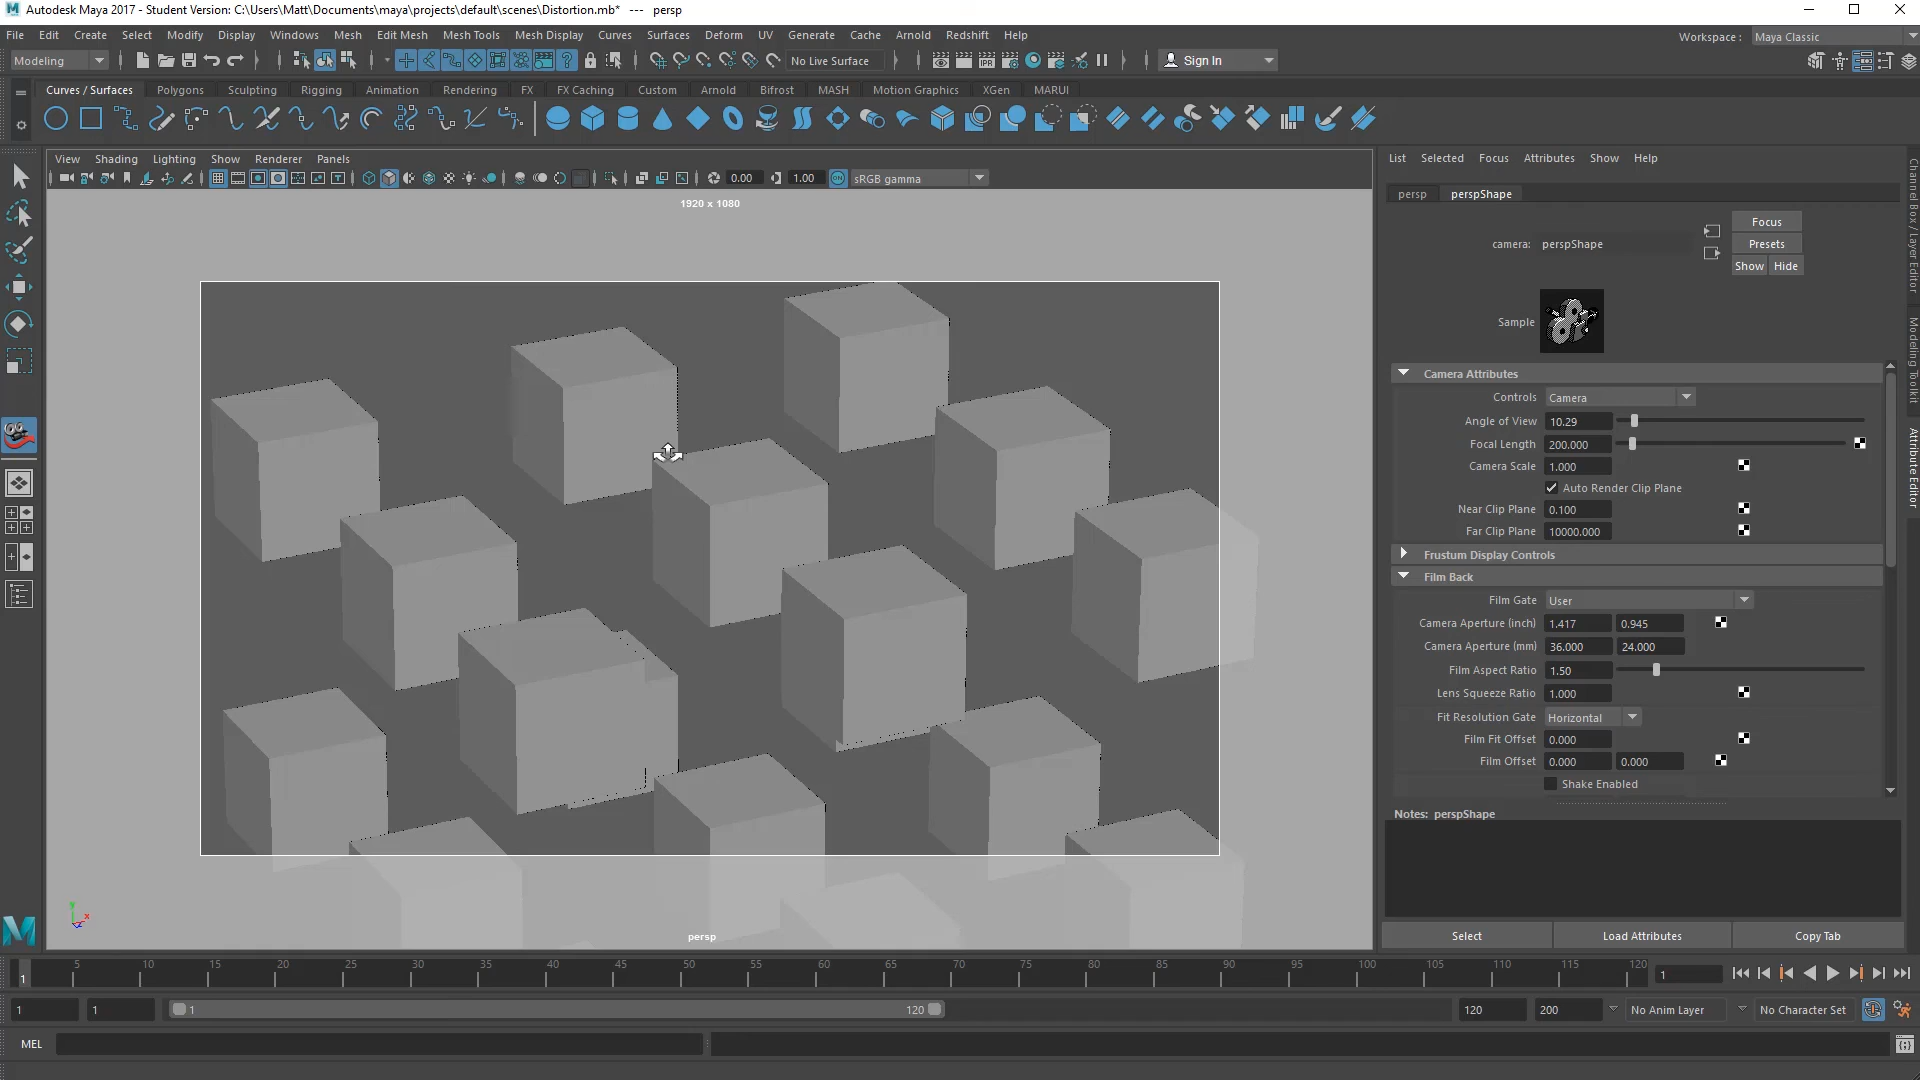 Autodesk Maya 2017 - Student Version: C:\Users\Matt\Documents\maya\projects\default\scenes\Distortion.mb* --- persp
File Edit Create Select Modify Display Windows Mesh Edit Mesh Mesh Tools Mesh Display Curves Surfaces Deform UV Generate Cache Arnold Redshift Help
Workspace : Maya Classic
Modeling No Live Surface IPR Sign In
Curves / Surfaces Polygons Sculpting Rigging Animation Rendering FX FX Caching Custom Arnold Bifrost MASH Motion Graphics XGen MARUI
View Shading Lighting Show Renderer Panels
0.00 1.00 ON sRGB gamma
1920 x 1080
persp
List Selected Focus Attributes Show Help
persp perspShape
Focus
camera: perspShape
Presets
Show Hide
Sample
Camera Attributes
Controls Camera
Angle of View 10.29
Focal Length 200.000
Camera Scale 1.000
Auto Render Clip Plane
Near Clip Plane 0.100
Far Clip Plane 10000.000
Frustum Display Controls
Film Back
Film Gate User
Camera Aperture (inch) 1.417 0.945
Camera Aperture (mm) 36.000 24.000
Film Aspect Ratio 1.50
Lens Squeeze Ratio 1.000
Fit Resolution Gate Horizontal
Film Fit Offset 0.000
Film Offset 0.000 0.000
Shake Enabled
Notes: perspShape
Select Load Attributes Copy Tab
Channel Box / Layer Editor
Modeling Toolkit
Attribute Editor
y x z
1 5 10 15 20 25 30 35 40 45 50 55 60 65 70 75 80 85 90 95 100 105 110 115 120 1
1 1 1 120 120 200 No Anim Layer No Character Set
MEL